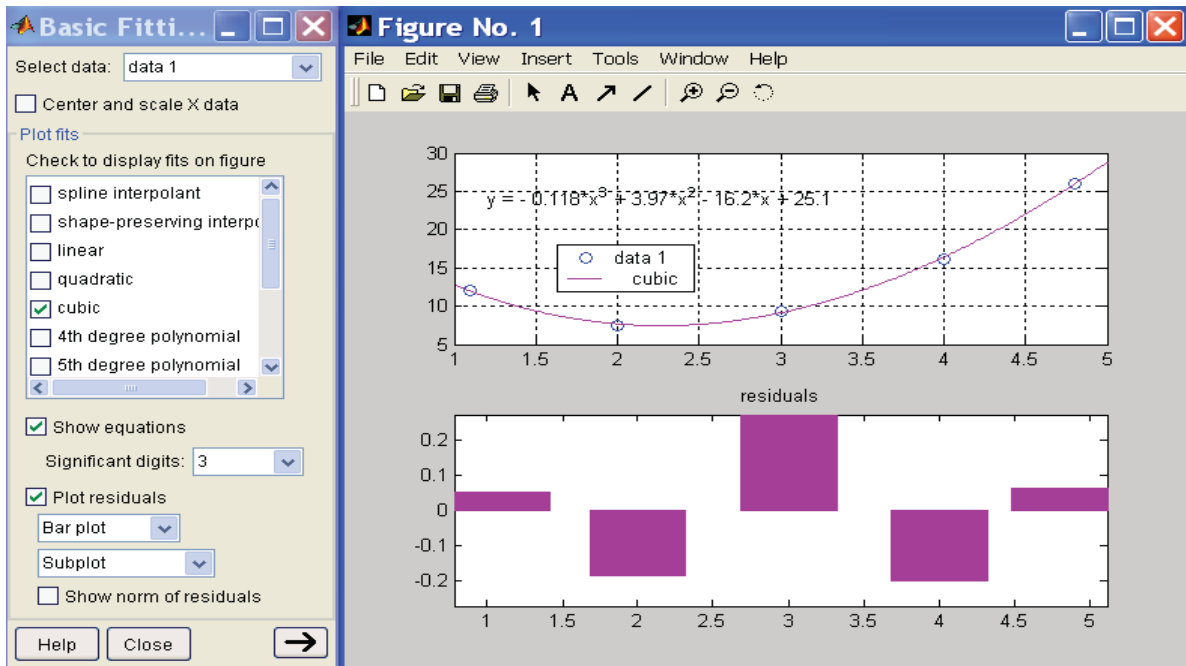 Basic Fitti...
Select data: data 1
Center and scale X data
Plot fits
Check to display fits on figure
spline interpolant
shape-preserving interpo
linear
quadratic
cubic
4th degree polynomial
5th degree polynomial
Show equations
Significant digits: 3
Plot residuals
Bar plot
Subplot
Show norm of residuals
Help Close
Figure No. 1
File Edit View Insert Tools Window Help
A
30
25
20
15
10
5
y = - 0.118*x^3 + 3.97*x^2 - 16.2*x + 25.1
data 1
cubic
1 1.5 2 2.5 3 3.5 4 4.5 5
residuals
0.2
0.1
0
-0.1
-0.2
1 1.5 2 2.5 3 3.5 4 4.5 5